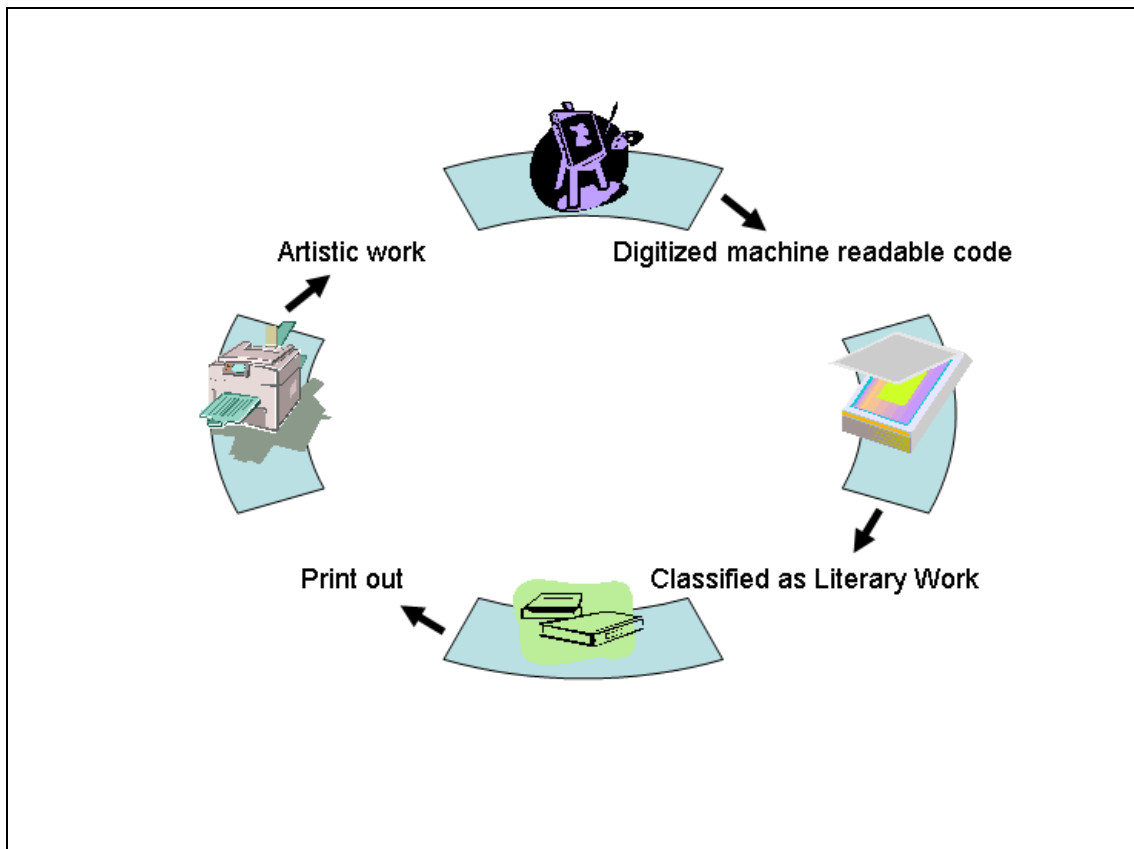 Artistic work
Digitized machine readable code
Print out
Classified as Literary Work